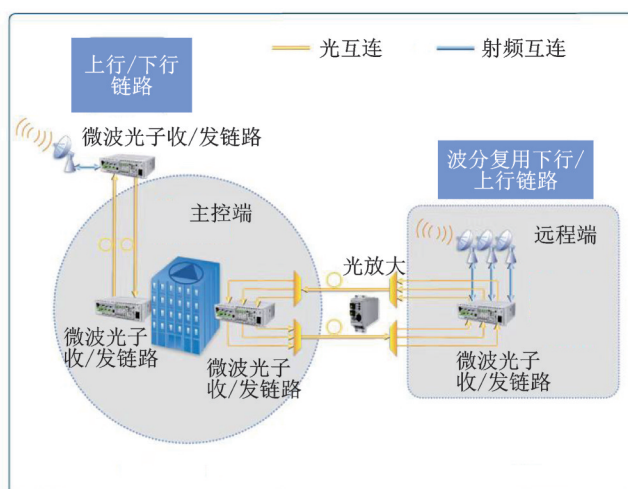 光互连
射频互连
上行/下行
链路
微波光子收/发链路
波分复用下行/
上行链路
主控端
远程端
光放大
微波光子
收/发链路
微波光子
收/发链路
微波光子
收/发链路